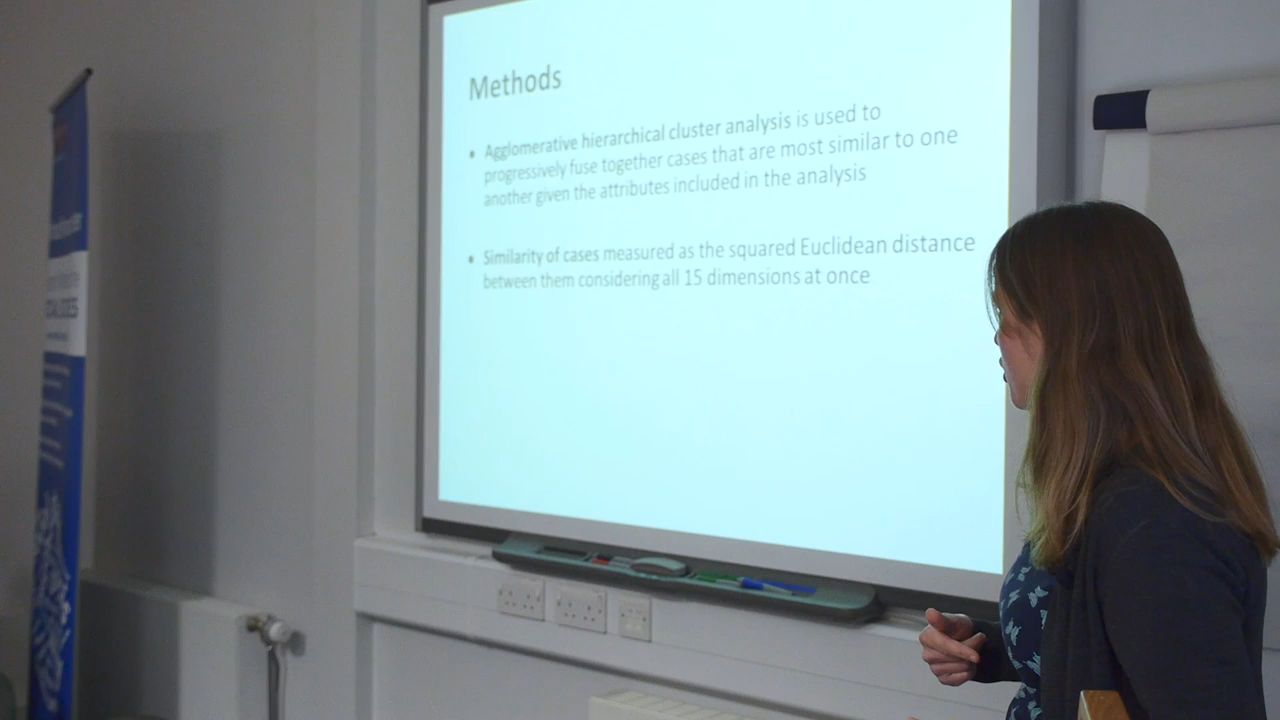 Methods
• Agglomerative hierarchical cluster analysis is used to
progressively fuse together cases that are most similar to one
another given the attributes included in the analysis
• Similarity of cases measured as the squared Euclidean distance
between them considering all 15 dimensions at once